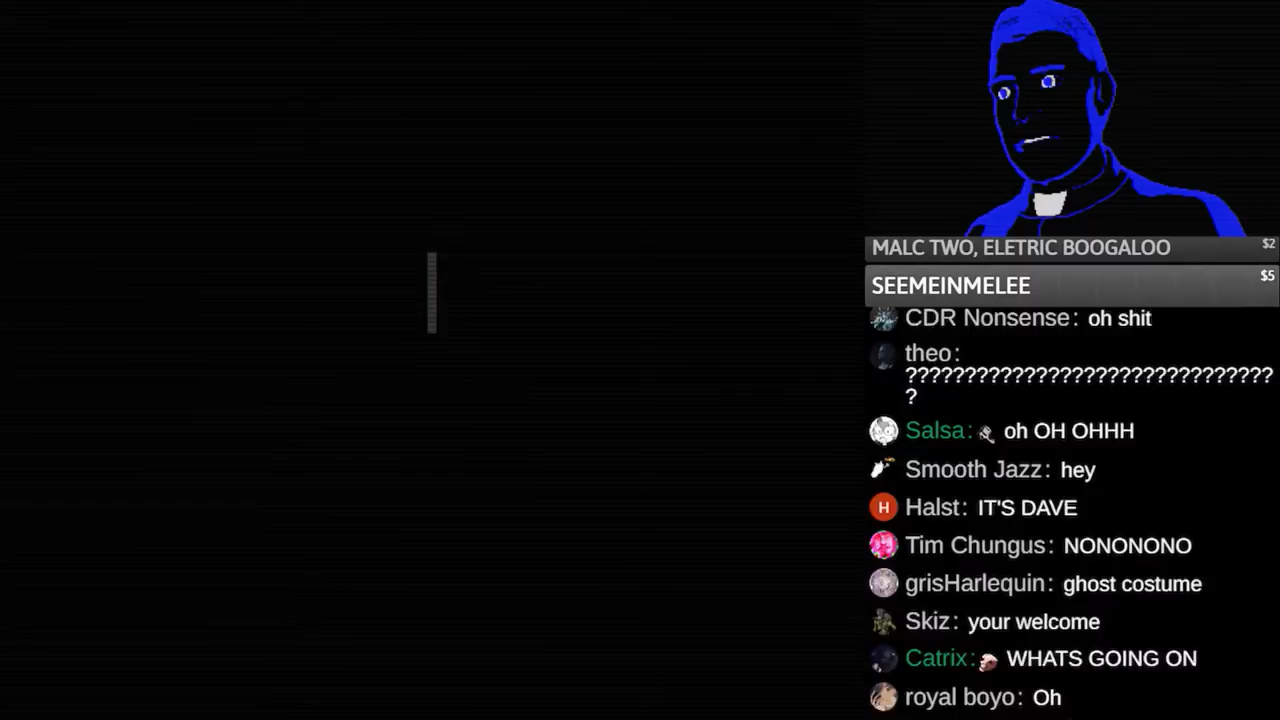 MALC TWO, ELETRIC BOOGALOO $2
SEEMEINMELEE $5
CDR Nonsense: oh shit
theo:
???????????????????????????????
?
Salsa: oh OH OHHH
Smooth Jazz: hey
H Halst: IT'S DAVE
Tim Chungus: NONONONO
grisHarlequin: ghost costume
Skiz: your welcome
Catrix: WHATS GOING ON
royal boyo: Oh